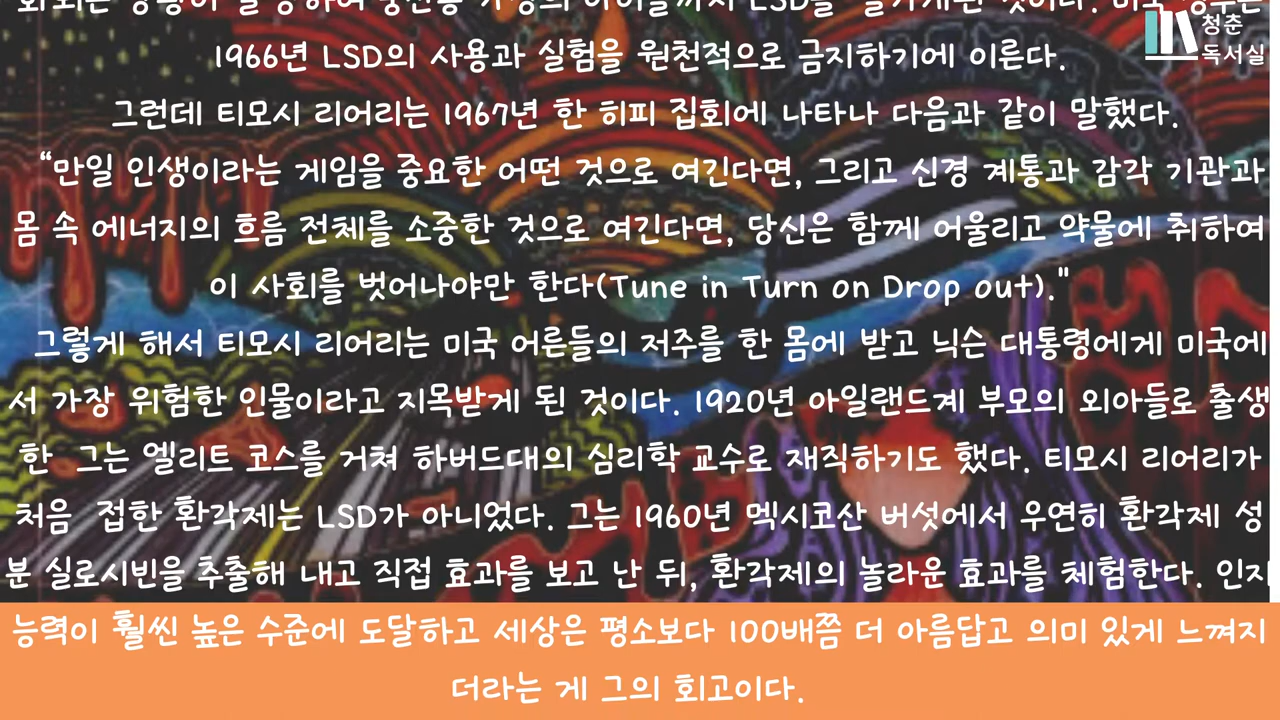 1966년 LSD의 사용과 실험을 원천적으로 금지하기에 이른다.
청춘
독서실
그런데 티모시 리어리는 1967년 한 히피 집회에 나타나 다음과 같이 말했다.
“만일 인생이라는 게임을 중요한 어떤 것으로 여긴다면, 그리고 신경 계통과 감각 기관과
몸 속 에너지의 흐름 전체를 소중한 것으로 여긴다면, 당신은 함께 어울리고 약물에 취하여
이 사회를 벗어나야만 한다(Tune in Turn on Drop out)."
그렇게 해서 티모시 리어리는 미국 어른들의 저주를 한 몸에 받고 닉슨 대통령에게 미국에
서 가장 위험한 인물이라고 지목받게 된 것이다. 1920년 아일랜드계 부모의 외아들로 출생
한 그는 엘리트 코스를 거쳐 하버드대의 심리학 교수로 재직하기도 했다. 티모시 리어리가
처음 접한 환각제는 LSD가 아니었다. 그는 1960년 멕시코산 버섯에서 우연히 환각제 성
분 실로시빈을 추출해 내고 직접 효과를 보고 난 뒤, 환각제의 놀라운 효과를 체험한다. 인지
능력이 훨씬 높은 수준에 도달하고 세상은 평소보다 100배쯤 더 아름답고 의미 있게 느껴지
더라는 게 그의 회고이다.